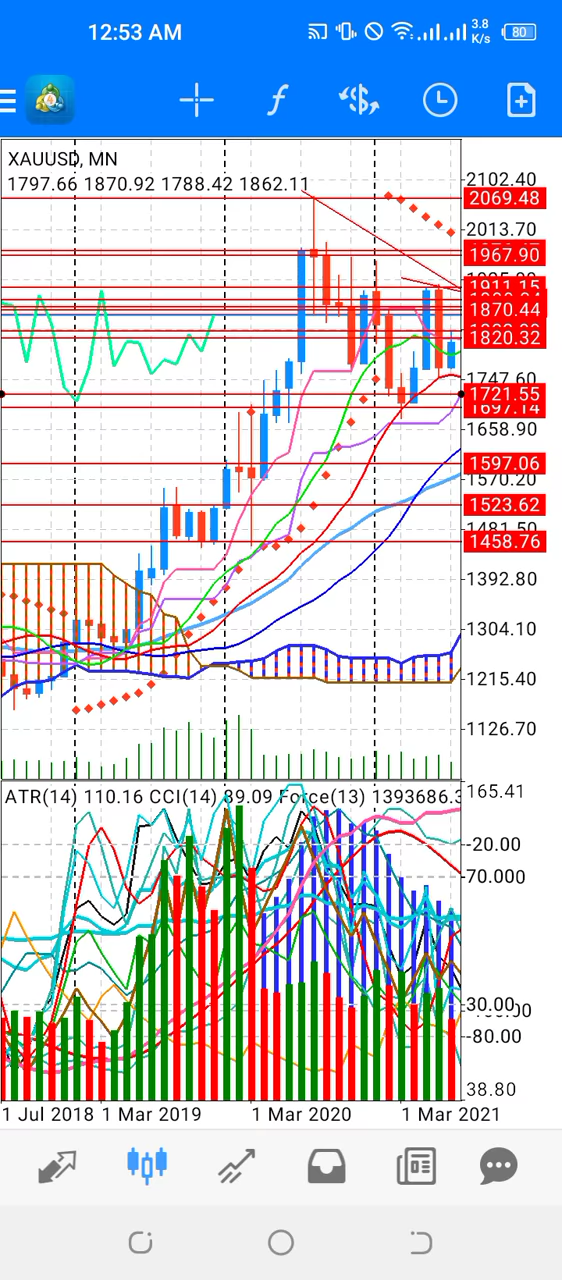 12:53 AM
3.8
K/s
80
4
f
XAUUSD, MN
1797.66 1870.92 1788.42 1862.11
2102.40
2069.48
2013.70
1967.90
1911.15
1870.44
1820.32
1747.60
1721.55
1697.14
1658.90
1597.06
1570.20
1523.62
1481.50
1458.76
1392.80
1304.10
1215.40
1126.70
ATR(14) 110.16 CCI(14) 39.09 Force(13) 1393686.3
165.41
-20.00
70.000
30.00
-80.00
38.80
1 Jul 2018
1 Mar 2019
1 Mar 2020
1 Mar 2021